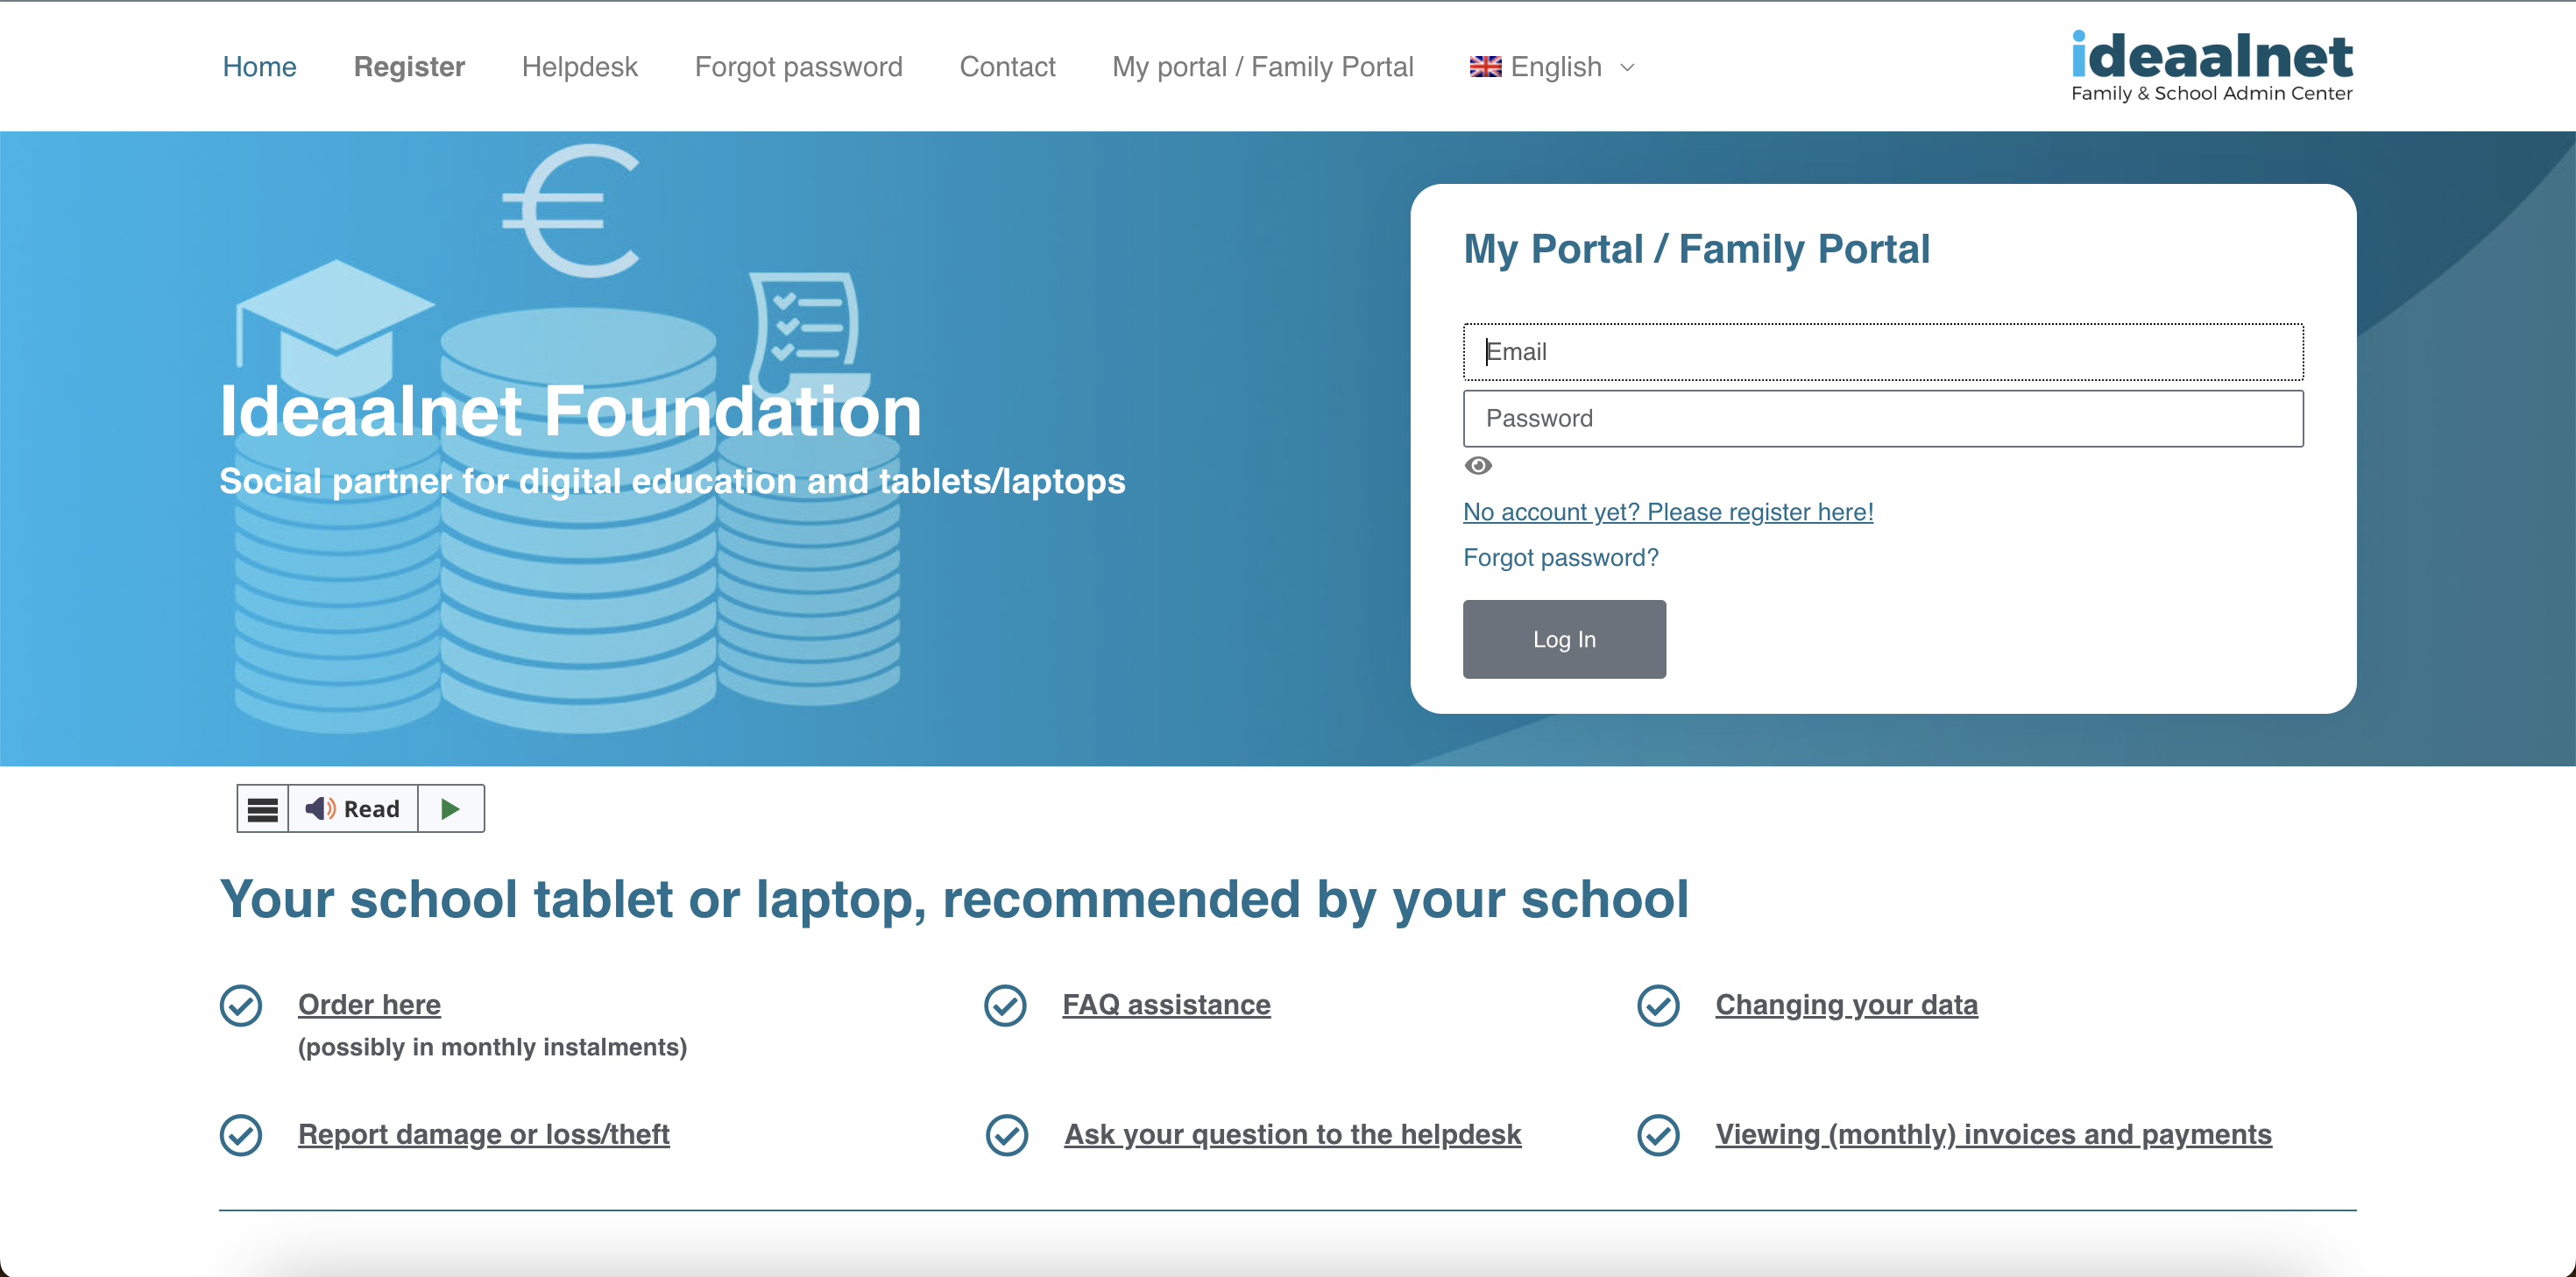 Home
Register
Helpdesk
Forgot password
Contact
My portal / Family Portal
English
ideaalnet
Family & School Admin Center
€
Ideaalnet Foundation
Social partner for digital education and tablets/laptops
My Portal / Family Portal
Email
Password
No account yet? Please register here!
Forgot password?
Log In
Read
Your school tablet or laptop, recommended by your school
Order here
(possibly in monthly instalments)
FAQ assistance
Changing your data
Report damage or loss/theft
Ask your question to the helpdesk
Viewing (monthly) invoices and payments